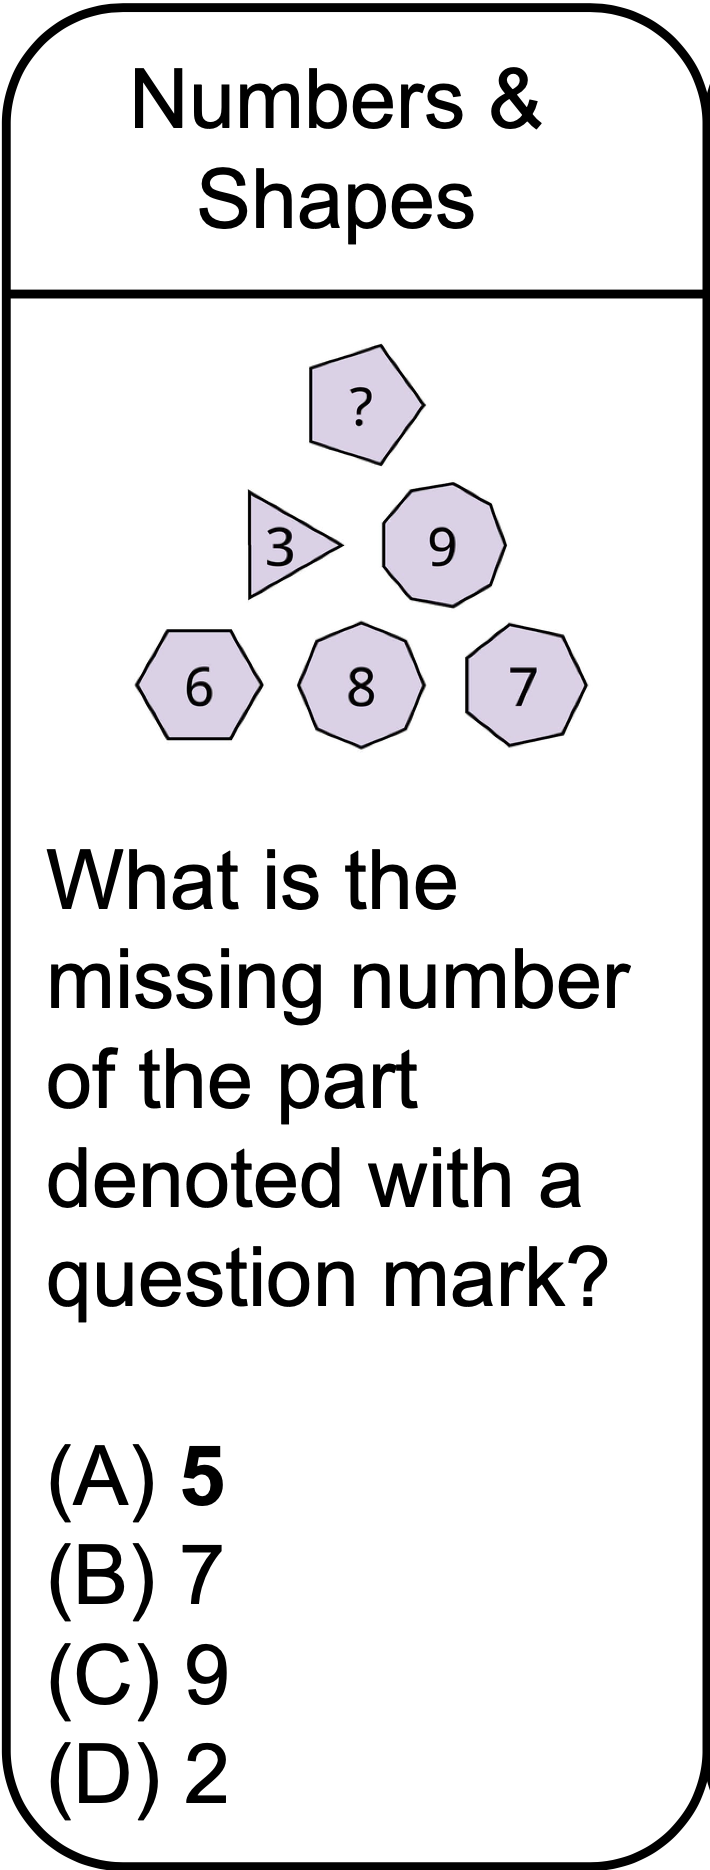 Numbers &
Shapes
?
3 9
6 8 7
What is the
missing number
of the part
denoted with a
question mark?
(A) 5
(B) 7
(C) 9
(D) 2